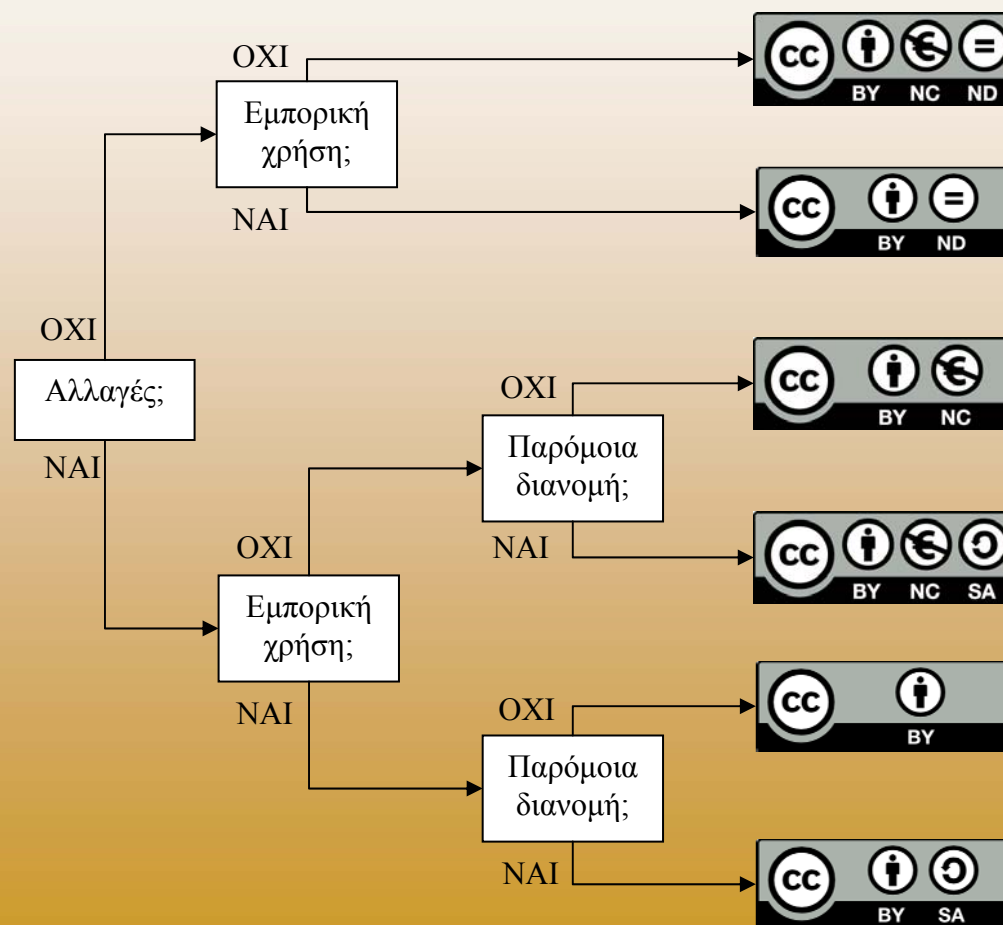 ΟΧΙ
Εμπορική
χρήση;
ΝΑΙ
cc
BY NC ND
cc
BY ND
ΟΧΙ
Αλλαγές;
ΝΑΙ
ΟΧΙ
Παρόμοια
διανομή;
ΝΑΙ
cc
BY NC
cc
BY NC SA
ΟΧΙ
Εμπορική
χρήση;
ΝΑΙ
ΟΧΙ
Παρόμοια
διανομή;
ΝΑΙ
cc
BY
cc
BY SA